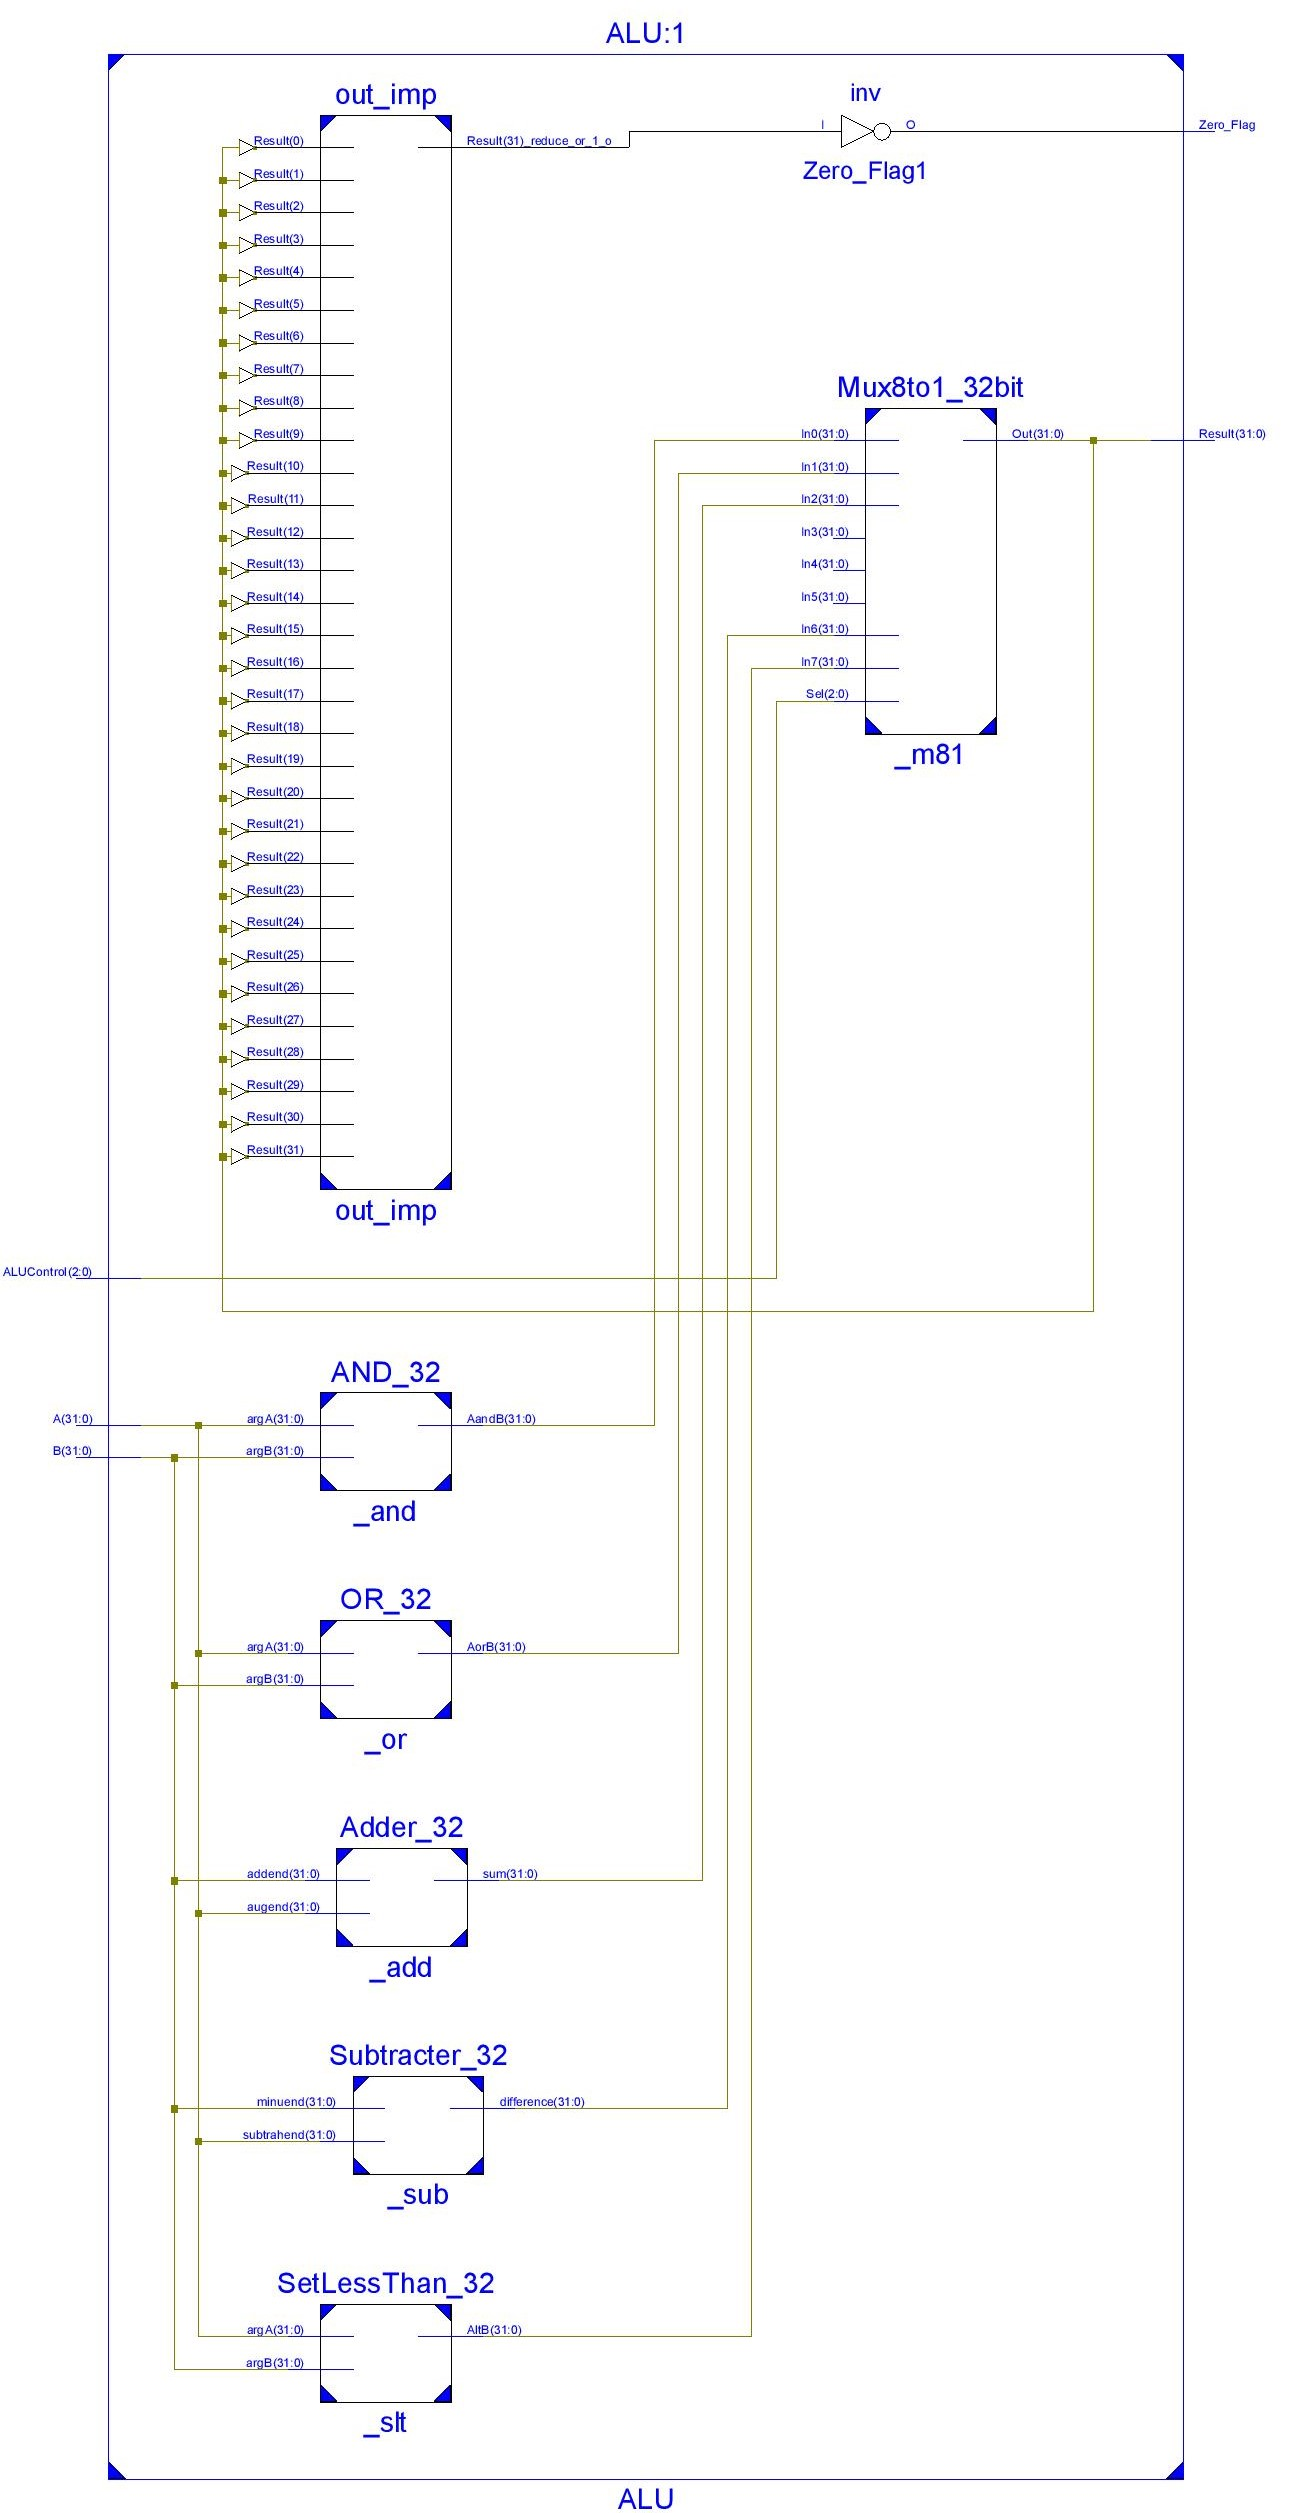 ALU:1
out_imp
inv
Result(0)
Result(31)_reduce_or_1_o
I
O
Zero_Flag
Zero_Flag1
Result(1)
Result(2)
Result(3)
Result(4)
Result(5)
Result(6)
Result(7)
Result(8)
Result(9)
Result(10)
Result(11)
Result(12)
Result(13)
Result(14)
Result(15)
Result(16)
Result(17)
Result(18)
Result(19)
Result(20)
Result(21)
Result(22)
Result(23)
Result(24)
Result(25)
Result(26)
Result(27)
Result(28)
Result(29)
Result(30)
Result(31)
out_imp
Mux8to1_32bit
In0(31:0)
Out(31:0)
Result(31:0)
In1(31:0)
In2(31:0)
In3(31:0)
In4(31:0)
In5(31:0)
In6(31:0)
In7(31:0)
Sel(2:0)
_m81
ALUControl(2:0)
AND_32
A(31:0)
argA(31:0)
AandB(31:0)
B(31:0)
argB(31:0)
_and
OR_32
argA(31:0)
AorB(31:0)
argB(31:0)
_or
Adder_32
addend(31:0)
sum(31:0)
augend(31:0)
_add
Subtracter_32
minuend(31:0)
difference(31:0)
subtrahend(31:0)
_sub
SetLessThan_32
argA(31:0)
AltB(31:0)
argB(31:0)
_slt
ALU